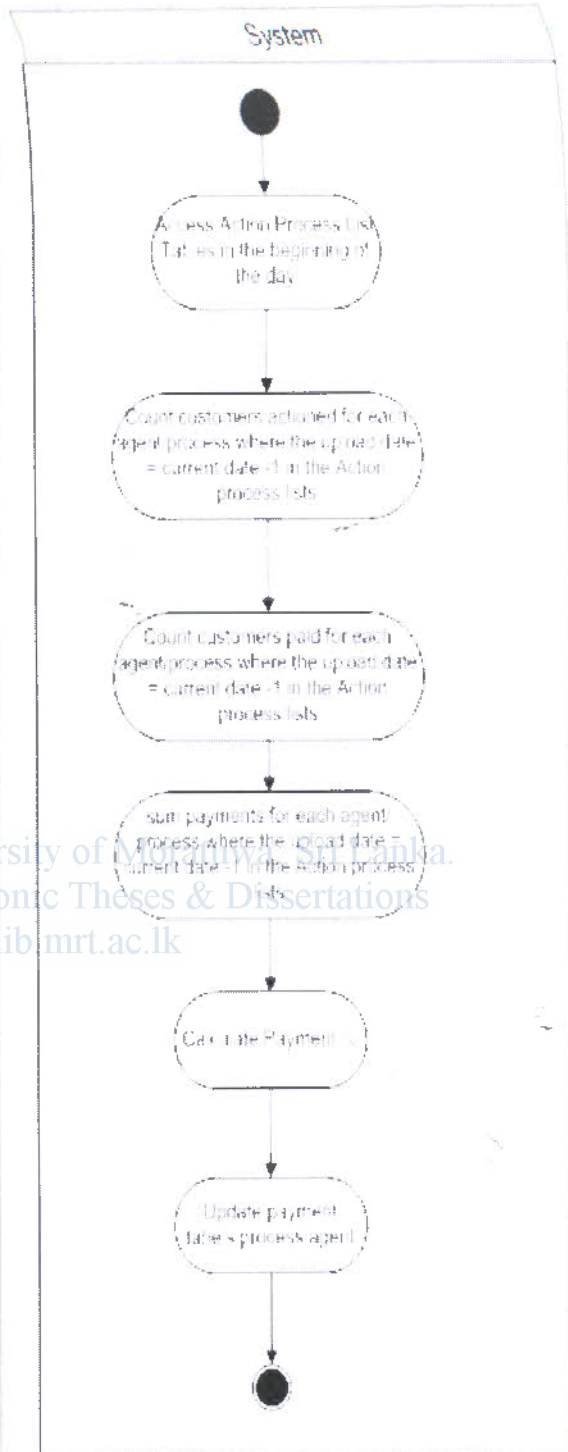 System
Access Action Process List
Tables in the beginning of
the day
Count customers actioned for each
agent process where the upload date
= current date -1 in the Action
process lists
Count customers paid for each
agent process where the upload date
= current date -1 in the Action
process lists
sum payments for each agent
process where the upload date =
current date -1 in the Action process
lists
rsity of Moratuwa, Sri Lanka.
onic Theses & Dissertations
lib.mrt.ac.lk
Calculate Payment
Update payment
process agent